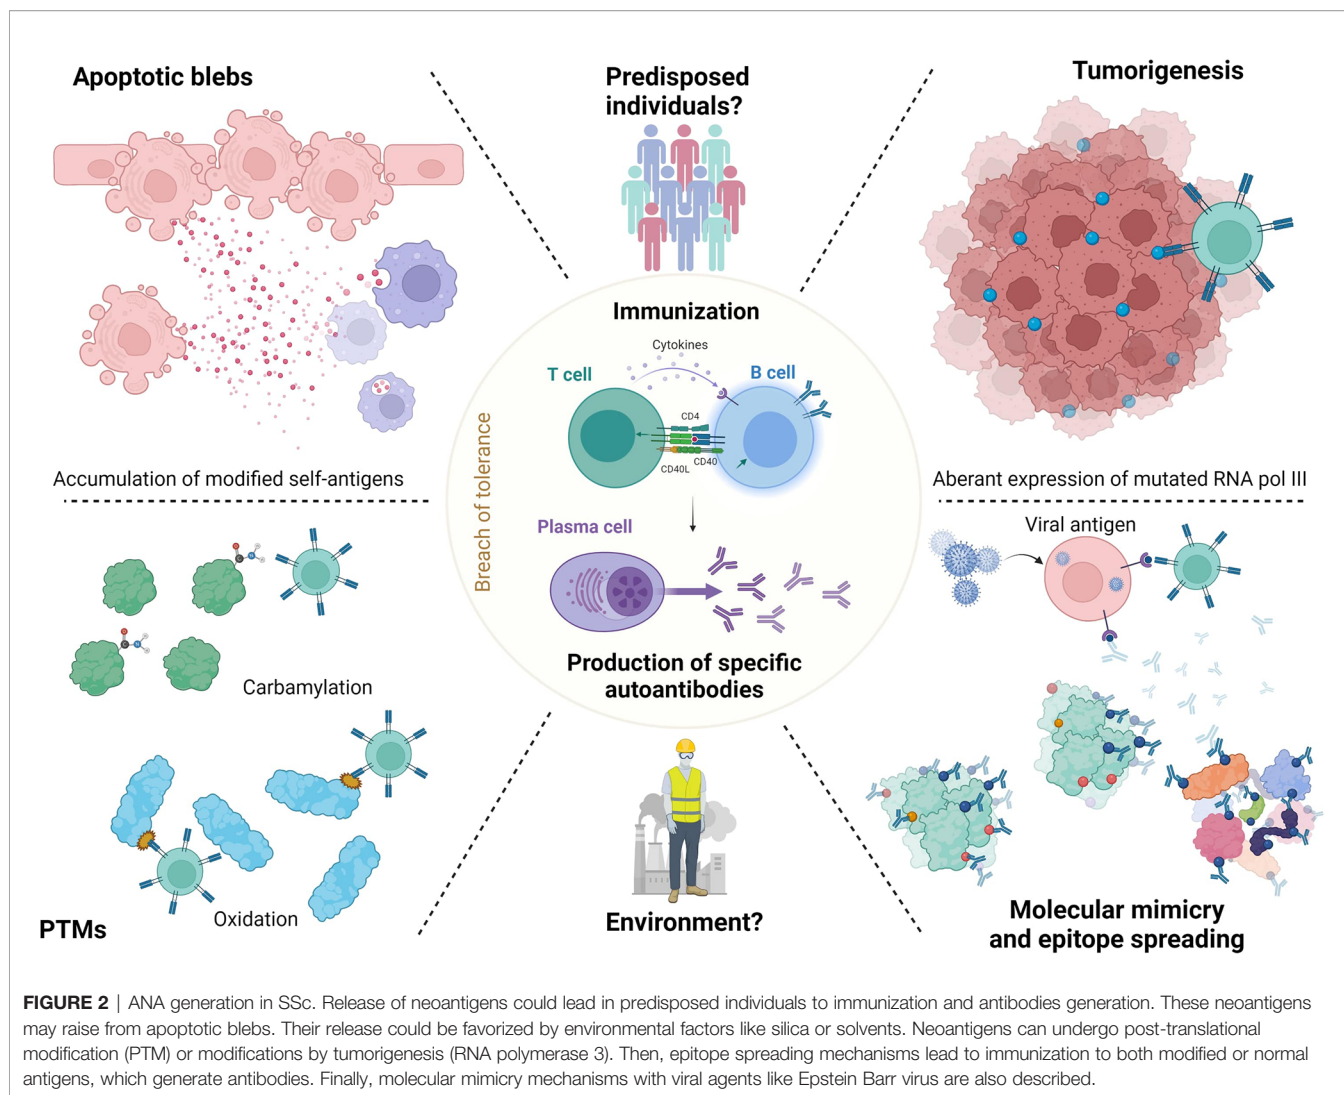 Apoptotic blebs
Predisposed
individuals?
Tumorigenesis
Immunization
Cytokines
T cell
B cell
CD4
CD40L
CD40
Breach of tolerance
Plasma cell
Production of specific
autoantibodies
Accumulation of modified self-antigens
Aberant expression of mutated RNA pol III
Viral antigen
Carbamylation
Oxidation
PTMs
Environment?
Molecular mimicry
and epitope spreading
FIGURE 2 | ANA generation in SSc. Release of neoantigens could lead in predisposed individuals to immunization and antibodies generation. These neoantigens
may raise from apoptotic blebs. Their release could be favorized by environmental factors like silica or solvents. Neoantigens can undergo post-translational
modification (PTM) or modifications by tumorigenesis (RNA polymerase 3). Then, epitope spreading mechanisms lead to immunization to both modified or normal
antigens, which generate antibodies. Finally, molecular mimicry mechanisms with viral agents like Epstein Barr virus are also described.